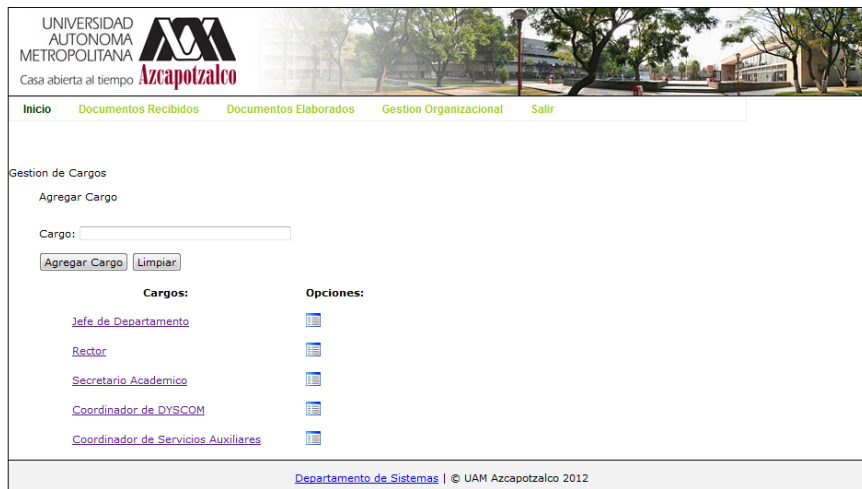 UNIVERSIDAD
AUTONOMA
METROPOLITANA
Casa abierta al tiempo Azcapotzalco
Inicio Documentos Recibidos Documentos Elaborados Gestion Organizacional Salir
Gestion de Cargos
Agregar Cargo
Cargo:
Agregar Cargo Limpiar
Cargos: Opciones:
Jefe de Departamento
Rector
Secretario Academico
Coordinador de DYSCOM
Coordinador de Servicios Auxiliares
Departamento de Sistemas | © UAM Azcapotzalco 2012